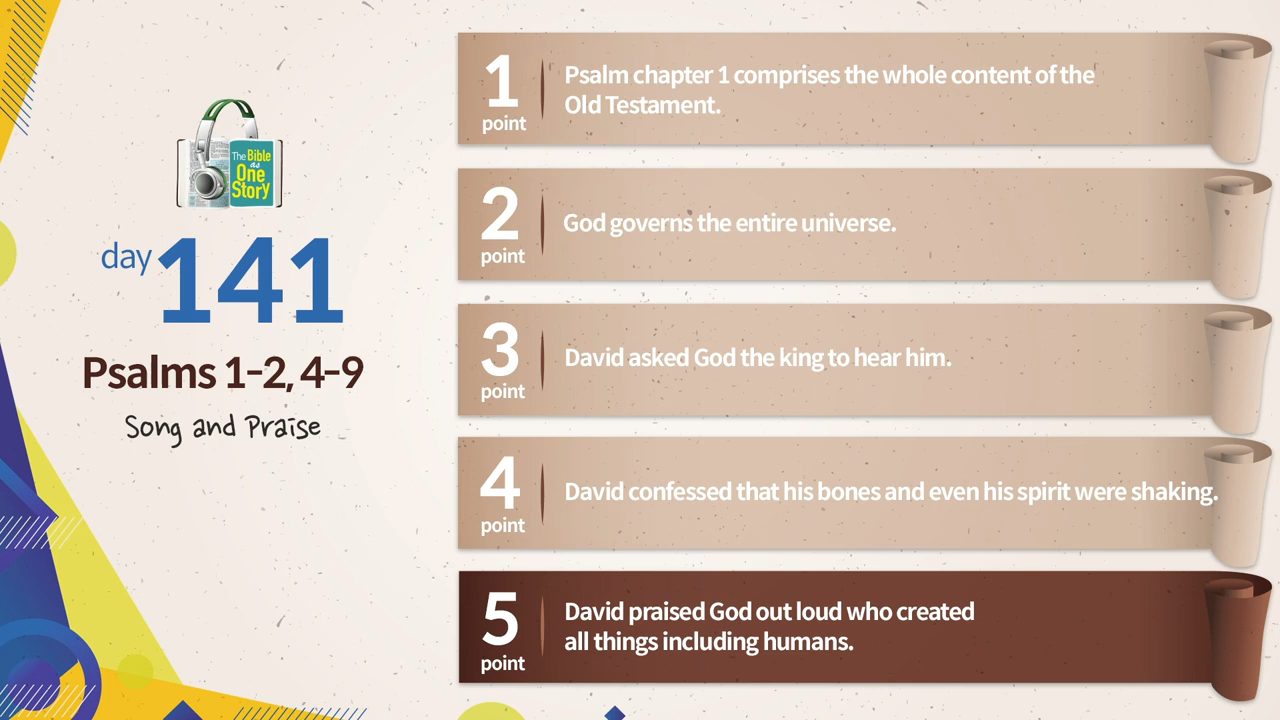 The Bible
as
One
Story
day 141
Psalms 1-2, 4-9
Song and Praise
1
point
Psalm chapter 1 comprises the whole content of the
Old Testament.
2
point
God governs the entire universe.
3
point
David asked God the king to hear him.
4
point
David confessed that his bones and even his spirit were shaking.
5
point
David praised God out loud who created
all things including humans.